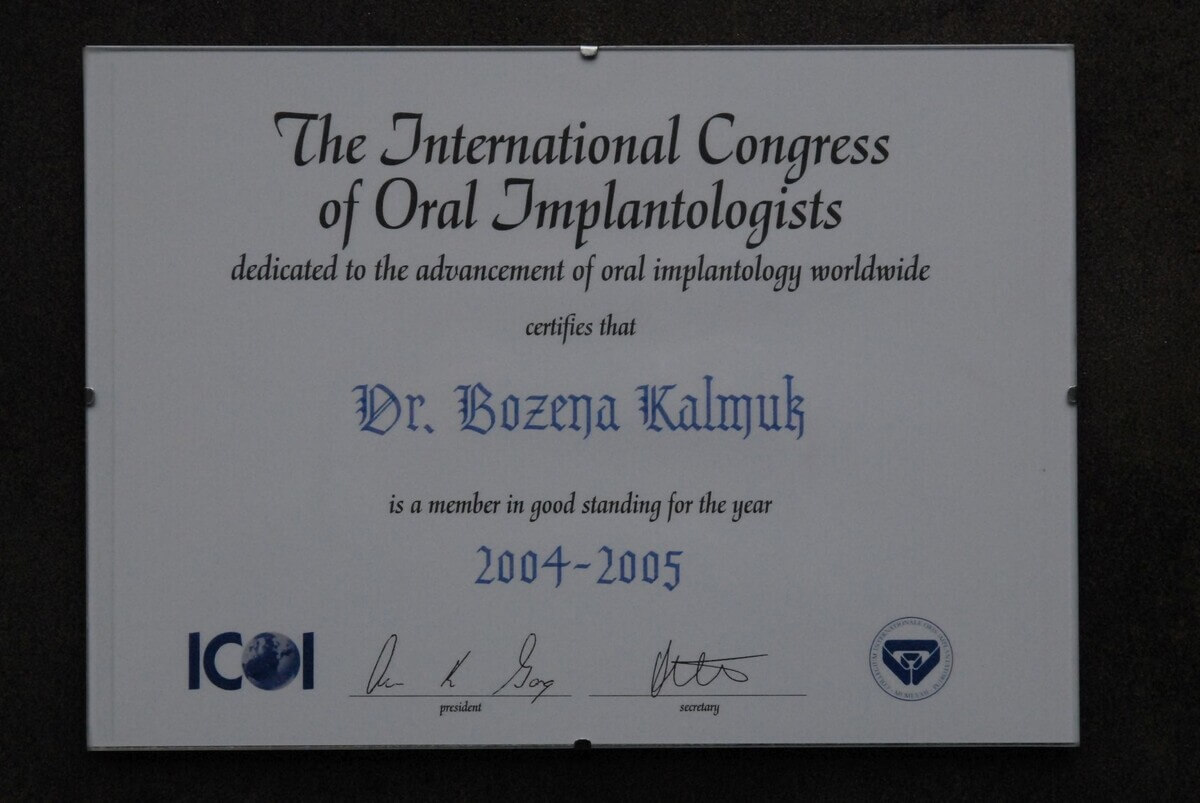 The International Congress
of Oral Implantologists
dedicated to the advancement of oral implantology worldwide
certifies that
Dr. Bozena Kalmuk
is a member in good standing for the year
2004-2005
ICOI
president
secretary